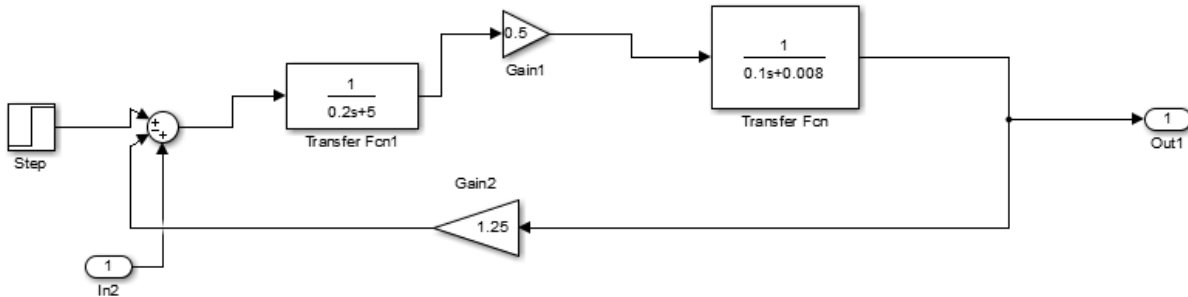 Step
+
−
+
1
0.2s+5
Transfer Fcn1
0.5
Gain1
1
0.1s+0.008
Transfer Fcn
1
Out1
Gain2
1.25
1
In2